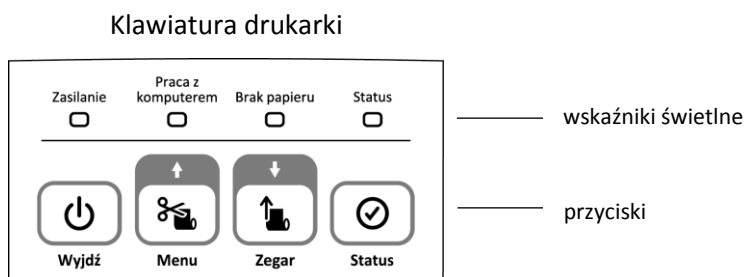 Klawiatura drukarki
Zasilanie
Praca z
komputerem
Brak papieru
Status
wskaźniki świetlne
przyciski
Wyjdź
Menu
Zegar
Status